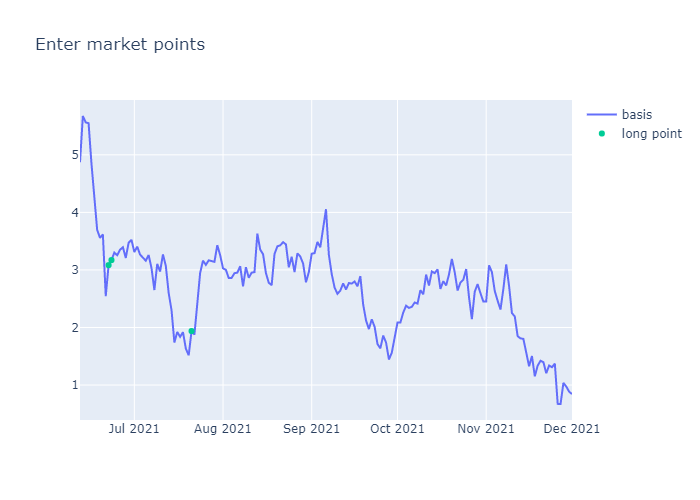 Enter market points
basis
long point
5
4
3
2
1
Jul 2021 Aug 2021 Sep 2021 Oct 2021 Nov 2021 Dec 2021